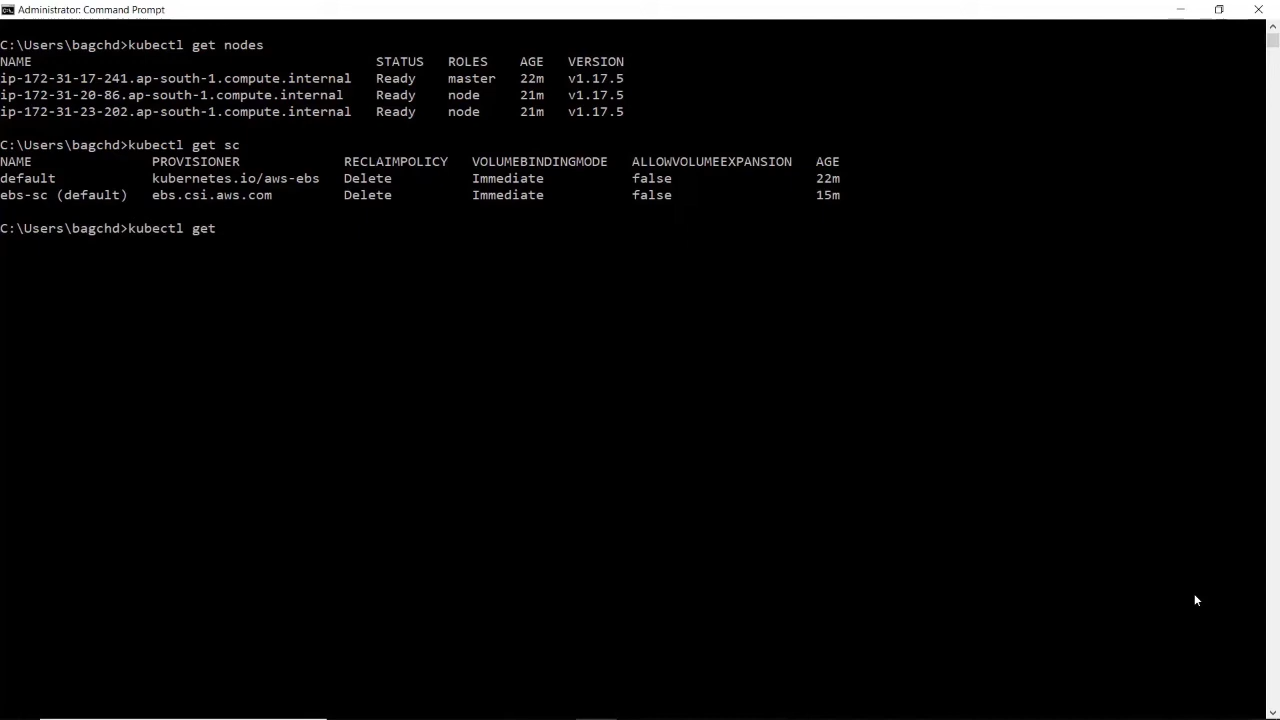 Administrator: Command Prompt
C:\Users\bagchd>kubectl get nodes
NAME STATUS ROLES AGE VERSION
ip-172-31-17-241.ap-south-1.compute.internal Ready master 22m v1.17.5
ip-172-31-20-86.ap-south-1.compute.internal Ready node 21m v1.17.5
ip-172-31-23-202.ap-south-1.compute.internal Ready node 21m v1.17.5
C:\Users\bagchd>kubectl get sc
NAME PROVISIONER RECLAIMPOLICY VOLUMEBINDINGMODE ALLOWVOLUMEEXPANSION AGE
default kubernetes.io/aws-ebs Delete Immediate false 22m
ebs-sc (default) ebs.csi.aws.com Delete Immediate false 15m
C:\Users\bagchd>kubectl get